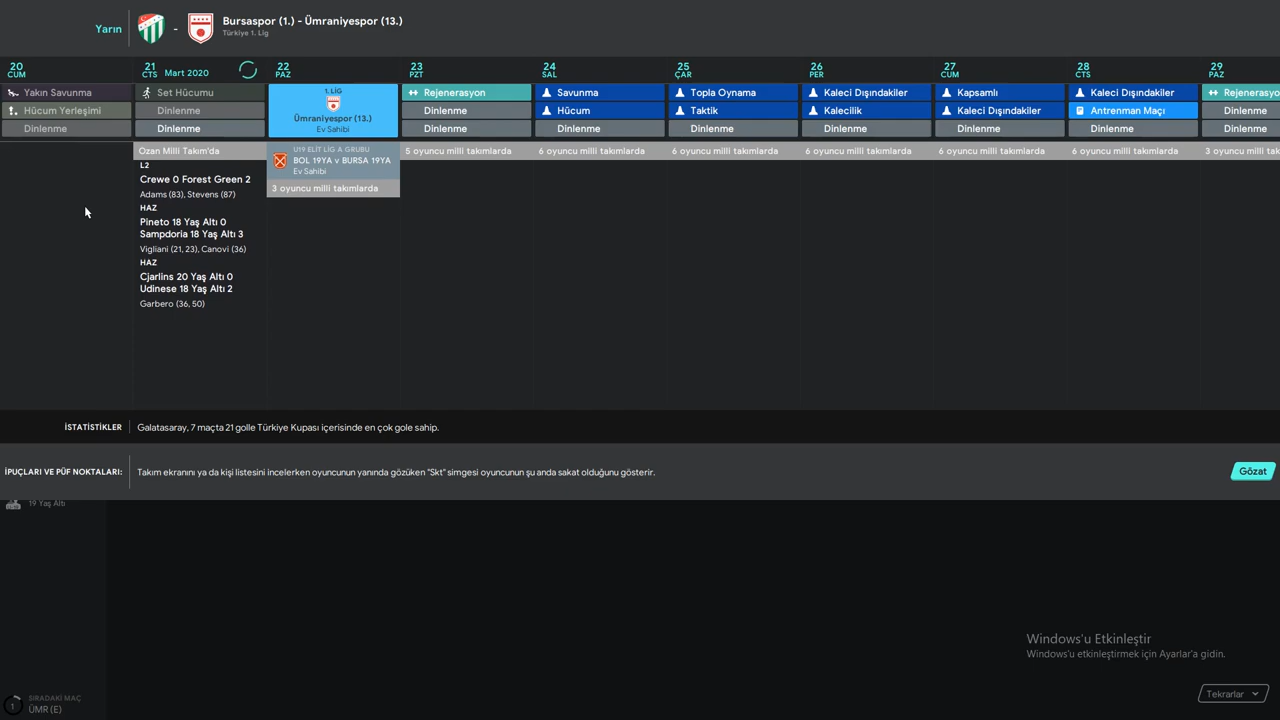 Yarın
Bursaspor (1.) - Ümraniyespor (13.)
Türkiye 1. Lig
20
CUM
21
CTS
Mart 2020
22
PAZ
23
PZT
24
SAL
25
ÇAR
26
PER
27
CUM
28
CTS
29
PAZ
Yakın Savunma
Hücum Yerleşimi
Dinlenme
Set Hücumu
Dinlenme
Dinlenme
1. LİG
Ümraniyespor (13.)
Ev Sahibi
Rejenerasyon
Dinlenme
Dinlenme
Savunma
Hücum
Dinlenme
Topla Oynama
Taktik
Dinlenme
Kaleci Dışındakiler
Kalecilik
Dinlenme
Kapsamlı
Kaleci Dışındakiler
Dinlenme
Kaleci Dışındakiler
Antrenman Maçı
Dinlenme
Rejenerasyo
Dinlenme
Dinlenme
Ozan Milli Takım'da
L2
Crewe 0 Forest Green 2
Adams (83), Stevens (87)
HAZ
Pineto 18 Yaş Altı 0
Sampdoria 18 Yaş Altı 3
Vigliani (21, 23), Canovi (36)
HAZ
Cjarlins 20 Yaş Altı 0
Udinese 18 Yaş Altı 2
Garbero (36, 50)
U19 ELİT LİG A GRUBU
BOL 19YA v BURSA 19YA
Ev Sahibi
3 oyuncu milli takımlarda
5 oyuncu milli takımlarda
6 oyuncu milli takımlarda
6 oyuncu milli takımlarda
6 oyuncu milli takımlarda
6 oyuncu milli takımlarda
6 oyuncu milli takımlarda
3 oyuncu milli t
İSTATİSTİKLER
Galatasaray, 7 maçta 21 golle Türkiye Kupası içerisinde en çok gole sahip.
İPUÇLARI VE PÜF NOKTALARI:
Takım ekranını ya da kişi listesini incelerken oyuncunun yanında gözüken "Skt" simgesi oyuncunun şu anda sakat olduğunu gösterir.
Gözat
19 Yaş Altı
Windows'u Etkinleştir
Windows'u etkinleştirmek için Ayarlar'a gidin.
1
SIRADAKİ MAÇ
ÜMR (E)
Tekrarlar